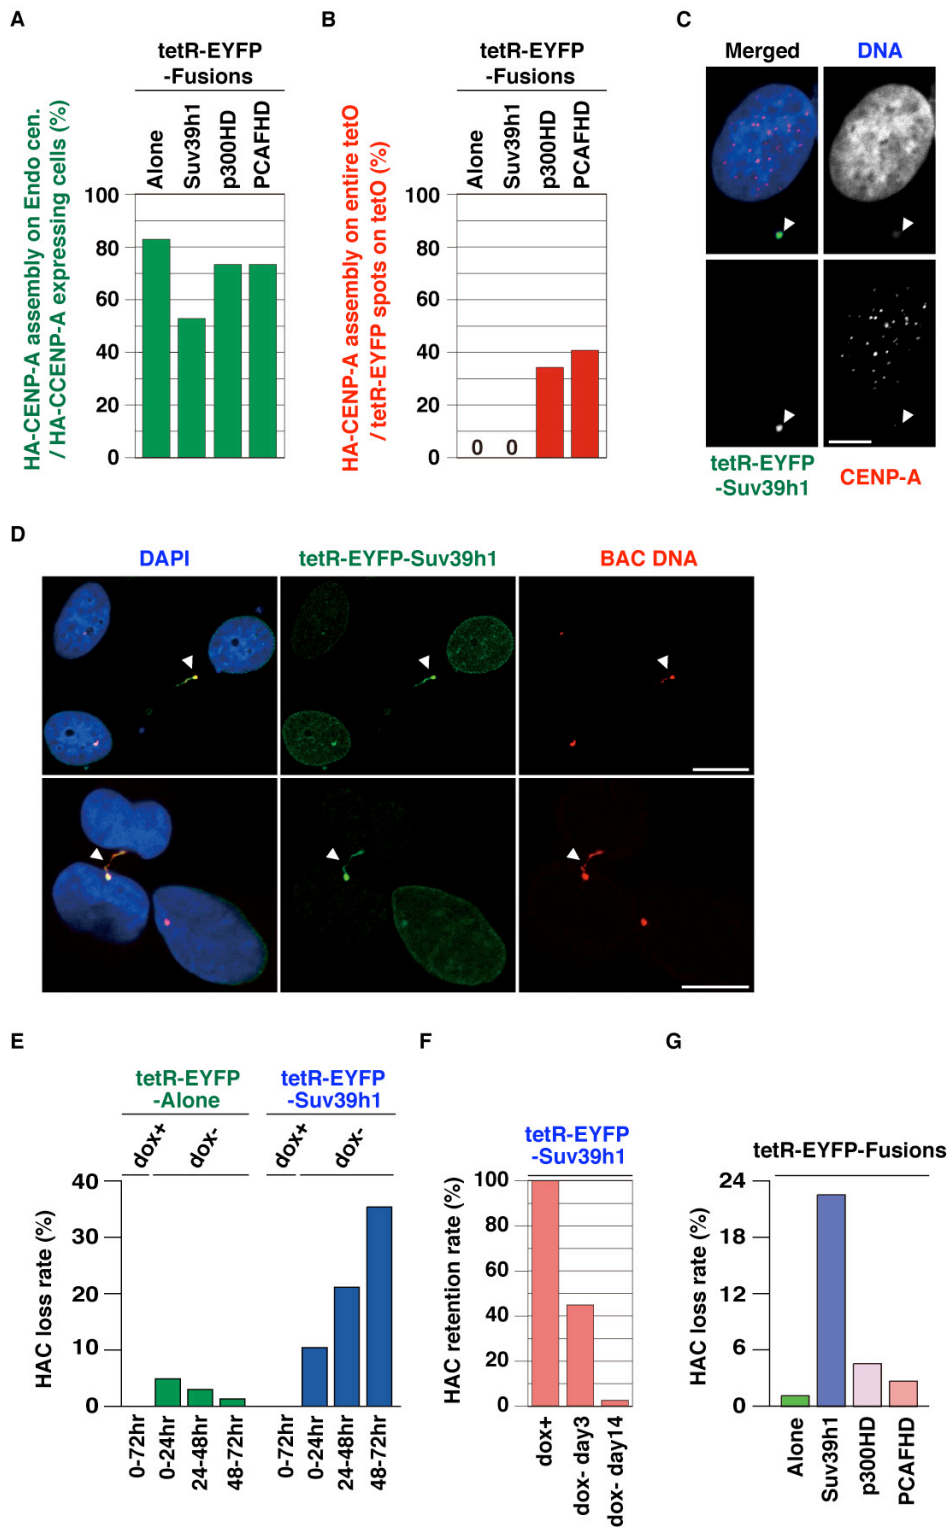 A
tetR-EYFP
-Fusions
Alone
Suv39h1
p300HD
PCAFHD
HA-CENP-A assembly on Endo cen.
/ HA-CCENP-A expressing cells (%)
100
80
60
40
20
0
B
tetR-EYFP
-Fusions
Alone
Suv39h1
p300HD
PCAFHD
HA-CENP-A assembly on entire tetO
/ tetR-EYFP spots on tetO (%)
100
80
60
40
20
0
0
0
C
Merged
DNA
tetR-EYFP
-Suv39h1
CENP-A
D
DAPI
tetR-EYFP-Suv39h1
BAC DNA
E
tetR-EYFP
-Alone
tetR-EYFP
-Suv39h1
dox+
dox-
dox+
dox-
HAC loss rate (%)
40
30
20
10
0
0-72hr
0-24hr
24-48hr
48-72hr
0-72hr
0-24hr
24-48hr
48-72hr
F
tetR-EYFP
-Suv39h1
HAC retention rate (%)
100
80
60
40
20
0
dox+
dox- day3
dox- day14
G
tetR-EYFP-Fusions
HAC loss rate (%)
24
18
12
6
0
Alone
Suv39h1
p300HD
PCAFHD